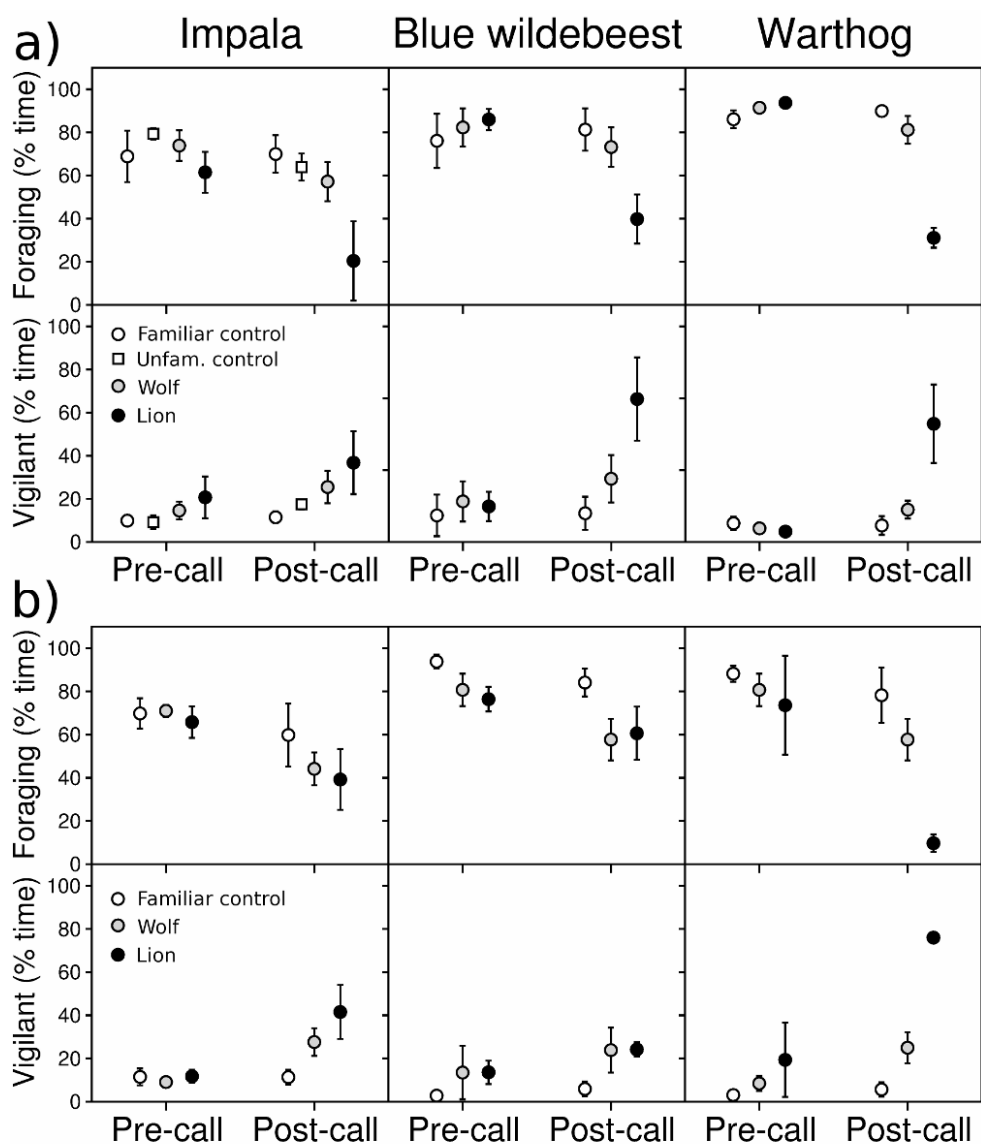 a)
Impala Blue wildebeest Warthog
Foraging (% time)
100
80
60
40
20
0
Vigilant (% time)
100
80
60
40
20
0
Familiar control
Unfam. control
Wolf
Lion
Pre-call Post-call Pre-call Post-call Pre-call Post-call
b)
Foraging (% time)
100
80
60
40
20
0
Vigilant (% time)
100
80
60
40
20
0
Familiar control
Wolf
Lion
Pre-call Post-call Pre-call Post-call Pre-call Post-call